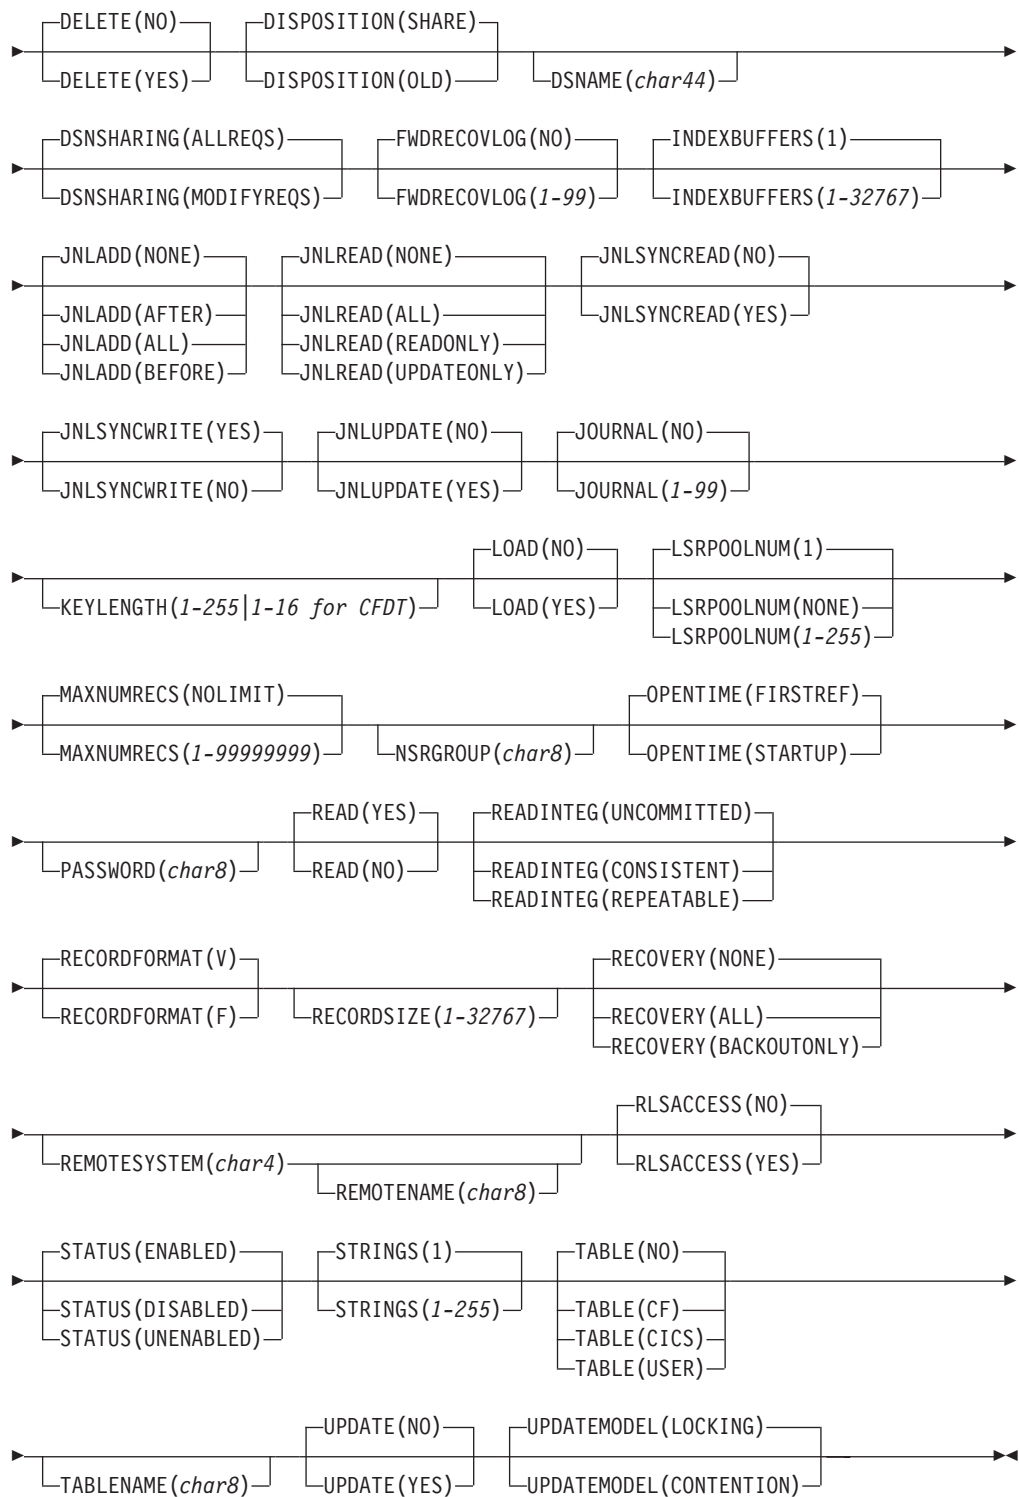 DELETE(NO) DISPOSITION(SHARE)
DELETE(YES) DISPOSITION(OLD) DSNAME(char44)
DSNSHARING(ALLREQS) FWDRECOVLOG(NO) INDEXBUFFERS(1)
DSNSHARING(MODIFYREQS) FWDRECOVLOG(1-99) INDEXBUFFERS(1-32767)
JNLADD(NONE) JNLREAD(NONE) JNLSYNCREAD(NO)
JNLADD(AFTER) JNLREAD(ALL) JNLSYNCREAD(YES)
JNLADD(ALL) JNLREAD(READONLY)
JNLADD(BEFORE) JNLREAD(UPDATEONLY)
JNLSYNCWRITE(YES) JNLUPDATE(NO) JOURNAL(NO)
JNLSYNCWRITE(NO) JNLUPDATE(YES) JOURNAL(1-99)
LOAD(NO) LSRPOOLNUM(1)
KEYLENGTH(1-255|1-16 for CFDT) LOAD(YES) LSRPOOLNUM(NONE)
LSRPOOLNUM(1-255)
MAXNUMRECS(NOLIMIT) OPENTIME(FIRSTREF)
MAXNUMRECS(1-99999999) NSRGROUP(char8) OPENTIME(STARTUP)
READ(YES) READINTEG(UNCOMMITTED)
PASSWORD(char8) READ(NO) READINTEG(CONSISTENT)
READINTEG(REPEATABLE)
RECORDFORMAT(V) RECOVERY(NONE)
RECORDFORMAT(F) RECORDSIZE(1-32767) RECOVERY(ALL)
RECOVERY(BACKOUTONLY)
RLSACCESS(NO)
REMOTESYSTEM(char4) RLSACCESS(YES)
REMOTENAME(char8)
STATUS(ENABLED) STRINGS(1) TABLE(NO)
STATUS(DISABLED) STRINGS(1-255) TABLE(CF)
STATUS(UNENABLED) TABLE(CICS)
TABLE(USER)
UPDATE(NO) UPDATEMODEL(LOCKING)
TABLENAME(char8) UPDATE(YES) UPDATEMODEL(CONTENTION)